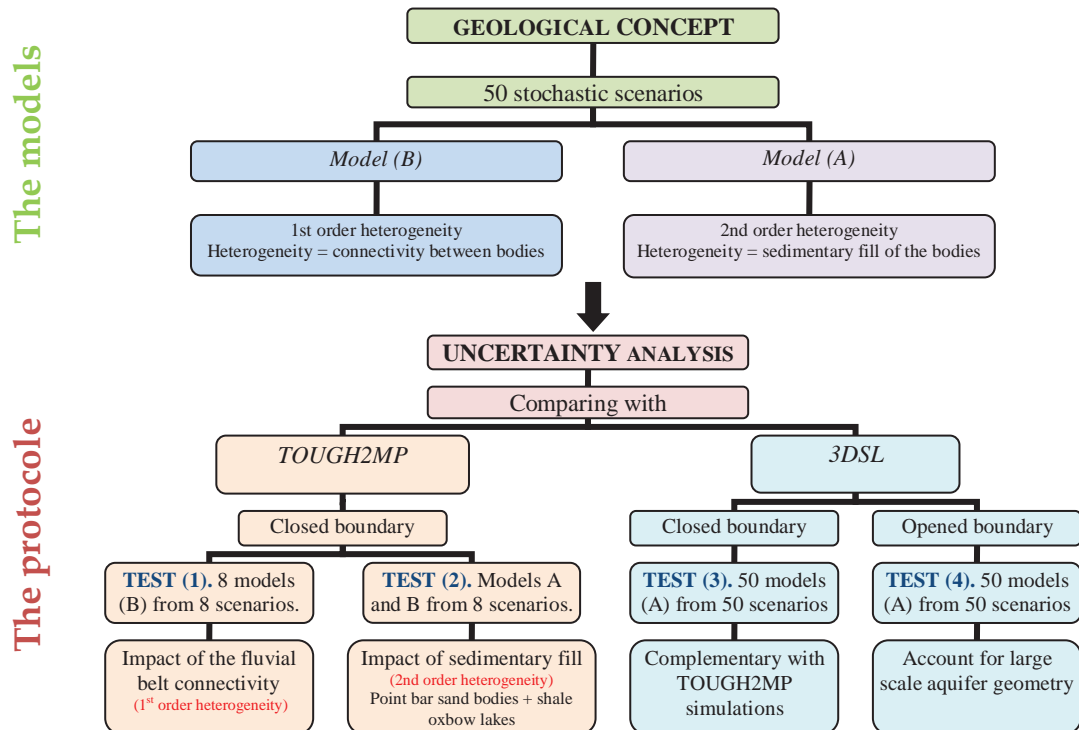 The models
GEOLOGICAL CONCEPT
50 stochastic scenarios
Model (B)
Model (A)
1st order heterogeneity
Heterogeneity = connectivity between bodies
2nd order heterogeneity
Heterogeneity = sedimentary fill of the bodies
The protocole
UNCERTAINTY ANALYSIS
Comparing with
TOUGH2MP
3DSL
Closed boundary
Closed boundary
Opened boundary
TEST (1). 8 models
(B) from 8 scenarios.
TEST (2). Models A
and B from 8 scenarios.
TEST (3). 50 models
(A) from 50 scenarios
TEST (4). 50 models
(A) from 50 scenarios
Impact of the fluvial
belt connectivity
(1st order heterogeneity)
Impact of sedimentary fill
(2nd order heterogeneity)
Point bar sand bodies + shale
oxbow lakes
Complementary with
TOUGH2MP
simulations
Account for large
scale aquifer geometry